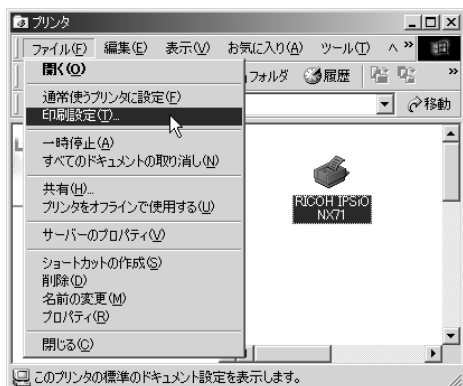 プリンタ
ファイル(F) 編集(E) 表示(V) お気に入り(A) ツール(T) ヘ »
開く(O)
フォルダ 履歴 »
通常使うプリンタに設定(F)
印刷設定(T)...
移動
一時停止(A)
すべてのドキュメントの取り消し(N)
共有(H)...
プリンタをオフラインで使用する(U)
サーバーのプロパティ(V)
ショートカットの作成(S)
削除(D)
名前の変更(M)
プロパティ(R)
閉じる(C)
RICOH IPSiO
NX71
このプリンタの標準のドキュメント設定を表示します。